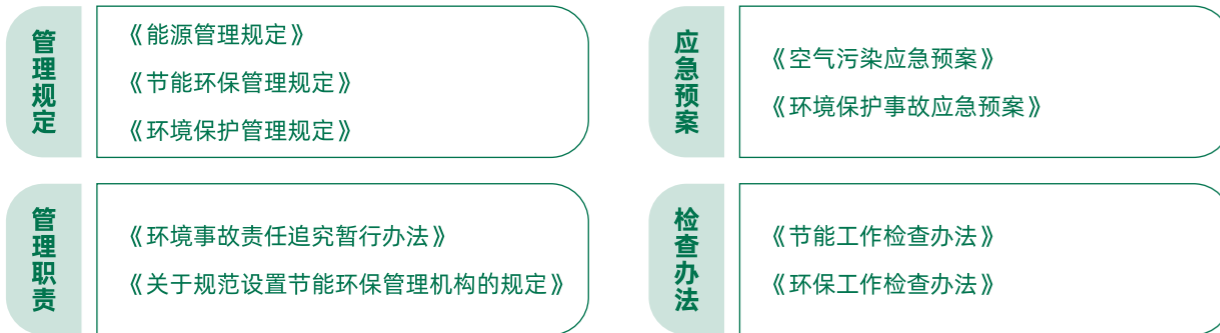 管理规定
《能源管理规定》
《节能环保管理规定》
《环境保护管理规定》
应急预案
《空气污染应急预案》
《环境保护事故应急预案》
管理职责
《环境事故责任追究暂行办法》
《关于规范设置节能环保管理机构的规定》
检查办法
《节能工作检查办法》
《环保工作检查办法》